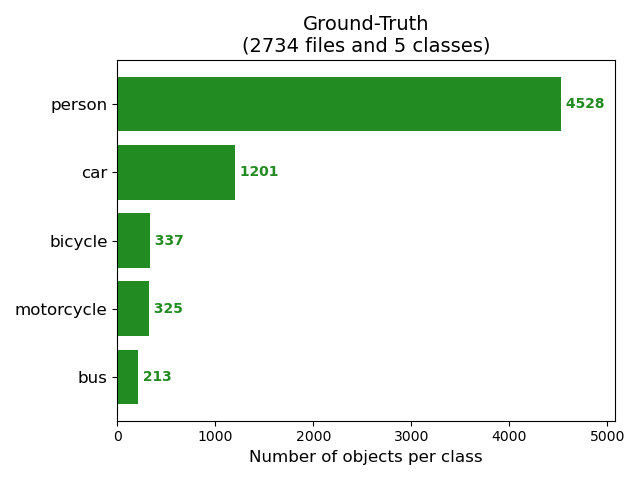 Ground-Truth
(2734 files and 5 classes)
person
4528
car
1201
bicycle
337
motorcycle
325
bus
213
0 1000 2000 3000 4000 5000
Number of objects per class